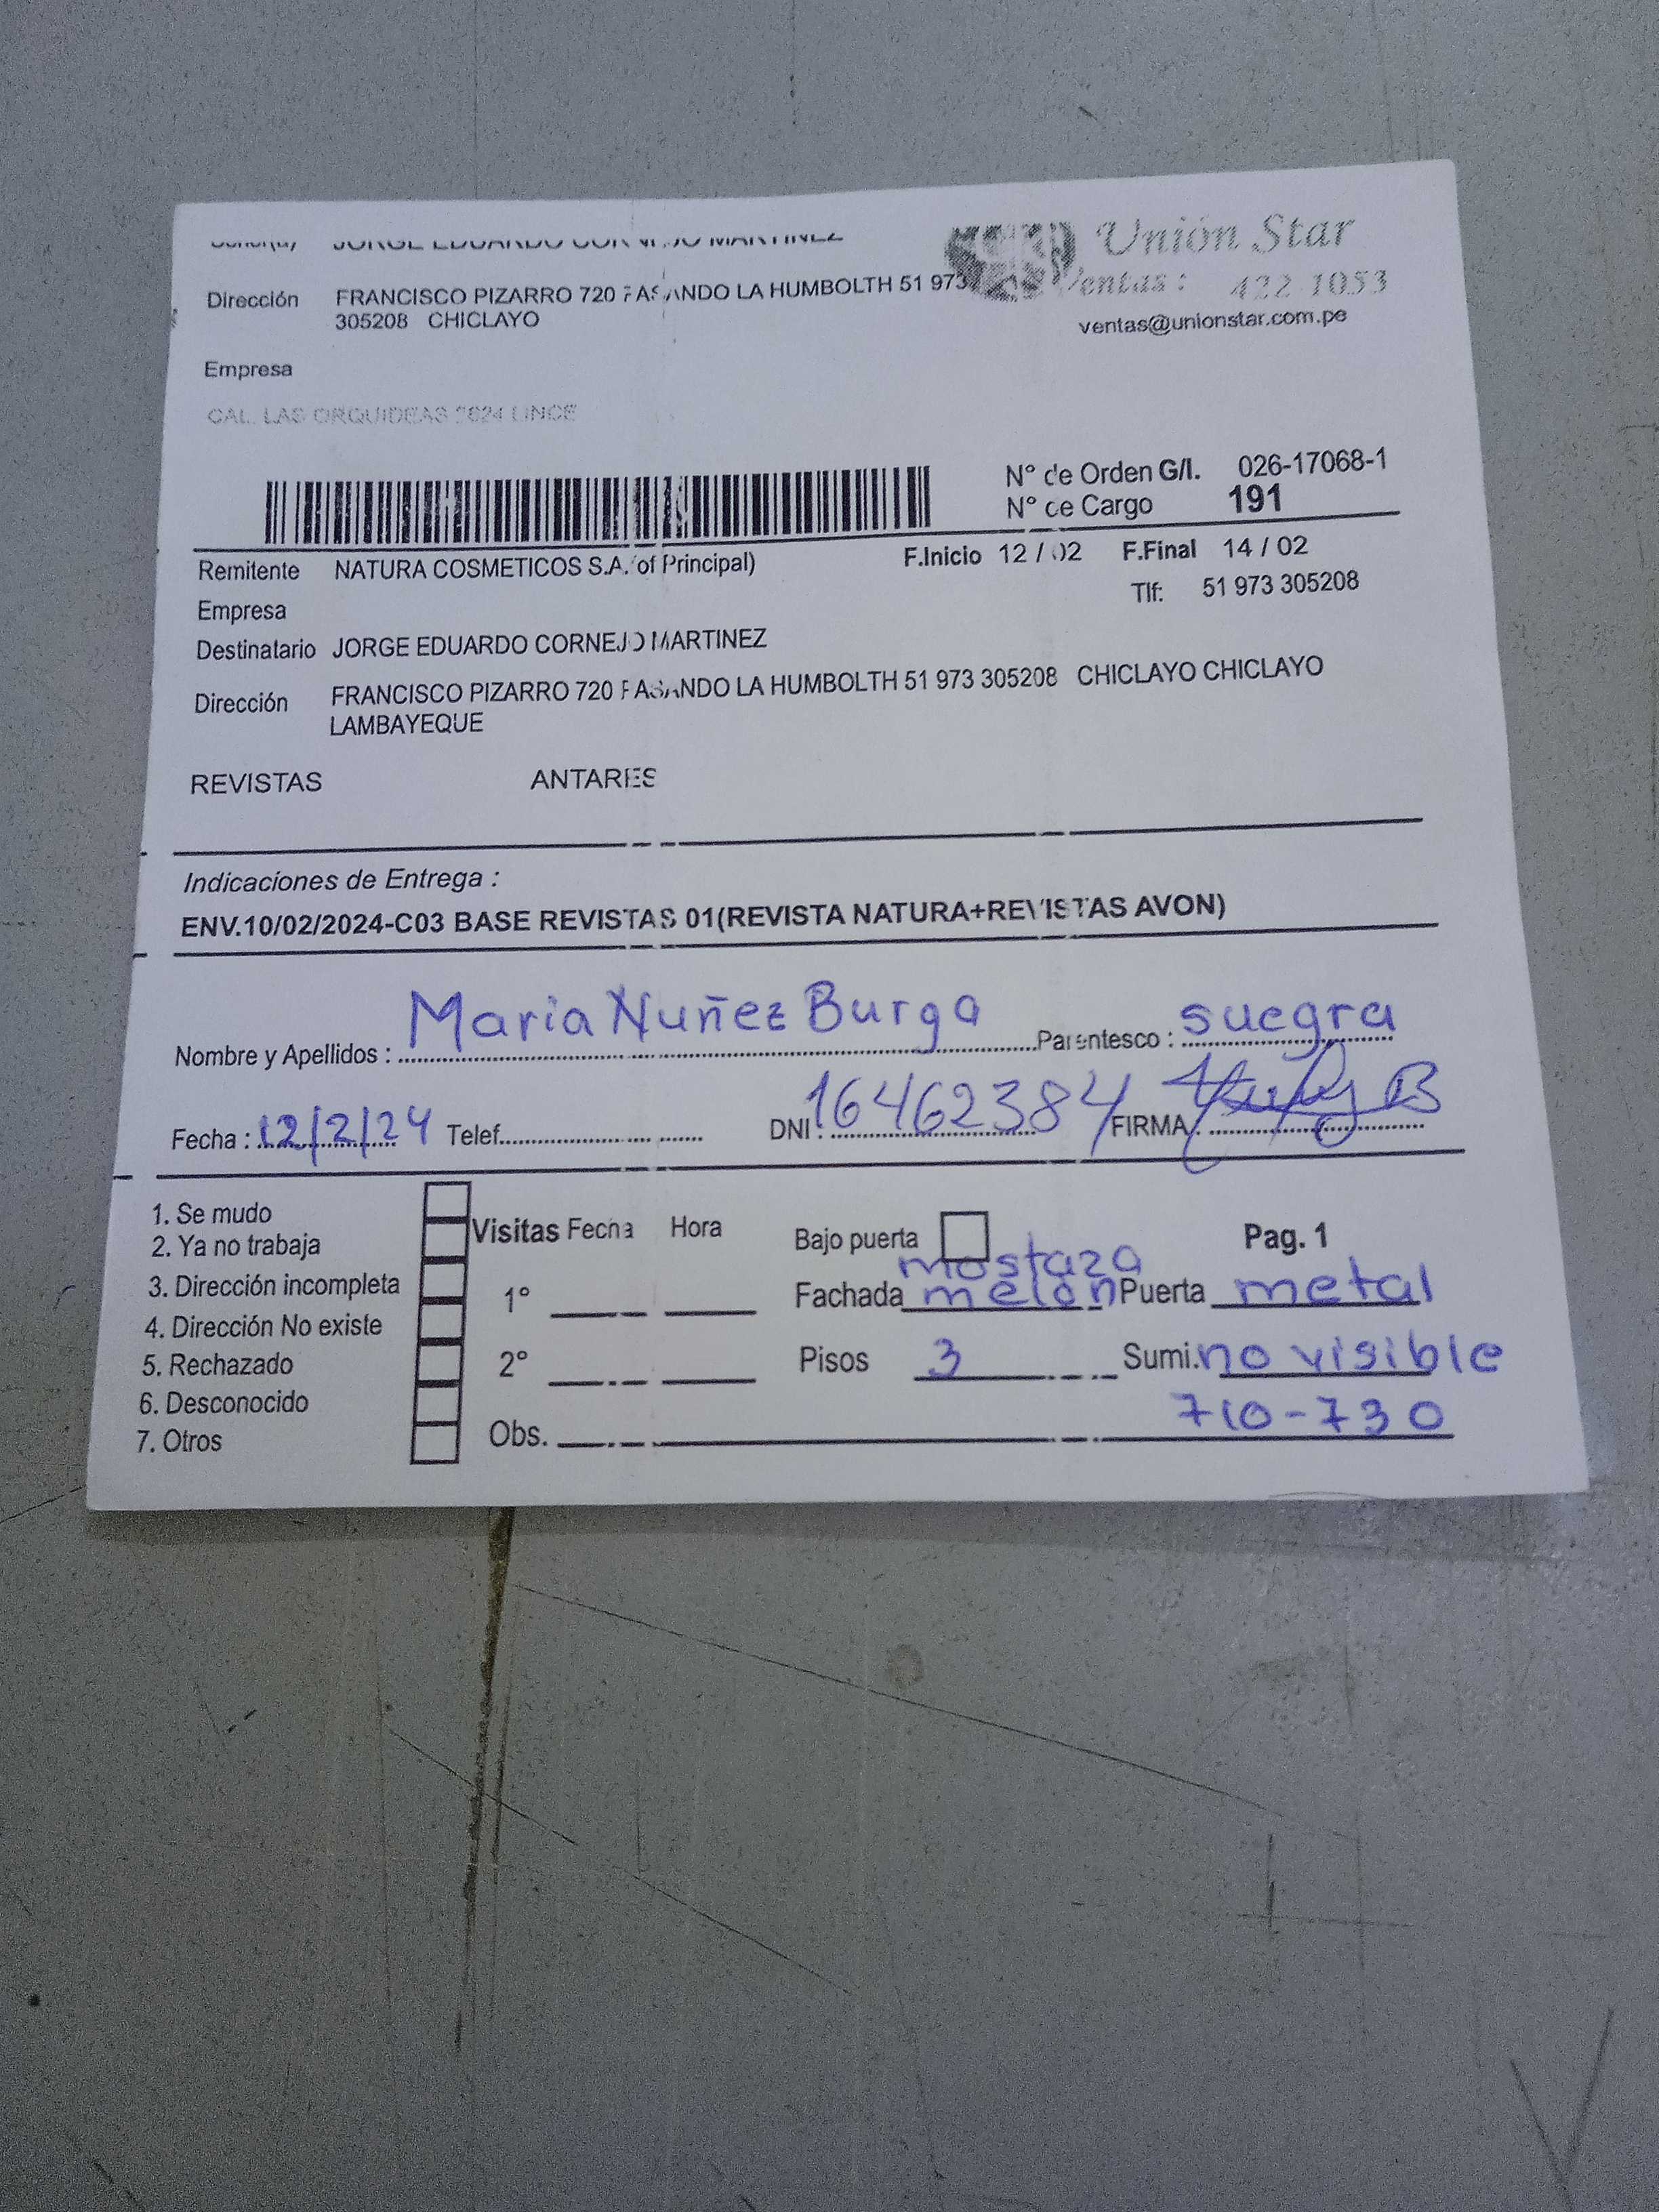 Señor(a) JORGE EDUARDO CORNEJO MARTINEZ
Unión Star
Dirección FRANCISCO PIZARRO 720 PASANDO LA HUMBOLTH 51 973
305208 CHICLAYO
Ventas : 422 1053
ventas@unionstar.com.pe
Empresa
CAL. LAS ORQUIDEAS 2624 LINCE
N° de Orden G/I. 026-17068-1
N° de Cargo 191
Remitente NATURA COSMETICOS S.A.(of Principal) F.Inicio 12 / 02 F.Final 14 / 02
Empresa Tlf: 51 973 305208
Destinatario JORGE EDUARDO CORNEJO MARTINEZ
Dirección FRANCISCO PIZARRO 720 PASANDO LA HUMBOLTH 51 973 305208 CHICLAYO CHICLAYO
LAMBAYEQUE
REVISTAS ANTARES
Indicaciones de Entrega :
ENV.10/02/2024-C03 BASE REVISTAS 01(REVISTA NATURA+REVISTAS AVON)
Nombre y Apellidos : Maria Nuñez Burga Parentesco : suegra
Fecha : 12/2/24 Telef. DNI : 16462384 FIRMA
1. Se mudo
2. Ya no trabaja
3. Dirección incompleta
4. Dirección No existe
5. Rechazado
6. Desconocido
7. Otros
Visitas Fecha Hora
1°
2°
Obs. 710-730
Bajo puerta Pag. 1
mostaza
Fachada melon Puerta metal
Pisos 3 Sumi. no visible